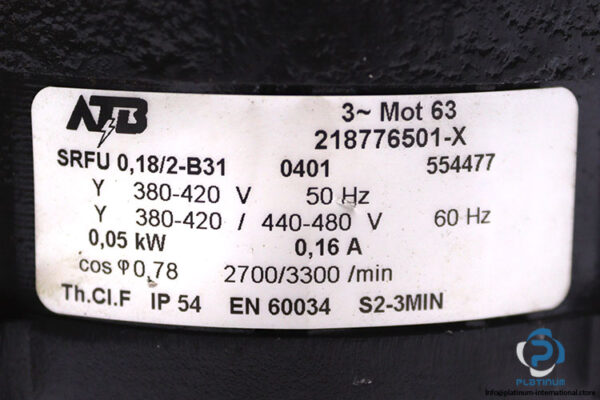 ATB
3~ Mot 63
218776501-X
SRFU 0,18/2-B31 0401 554477
Y 380-420 V 50 Hz
Y 380-420 / 440-480 V 60 Hz
0,05 kW 0,16 A
cos φ 0,78 2700/3300 /min
Th.Cl.F IP 54 EN 60034 S2-3MIN
PLATINUM
info@platinum-international.store